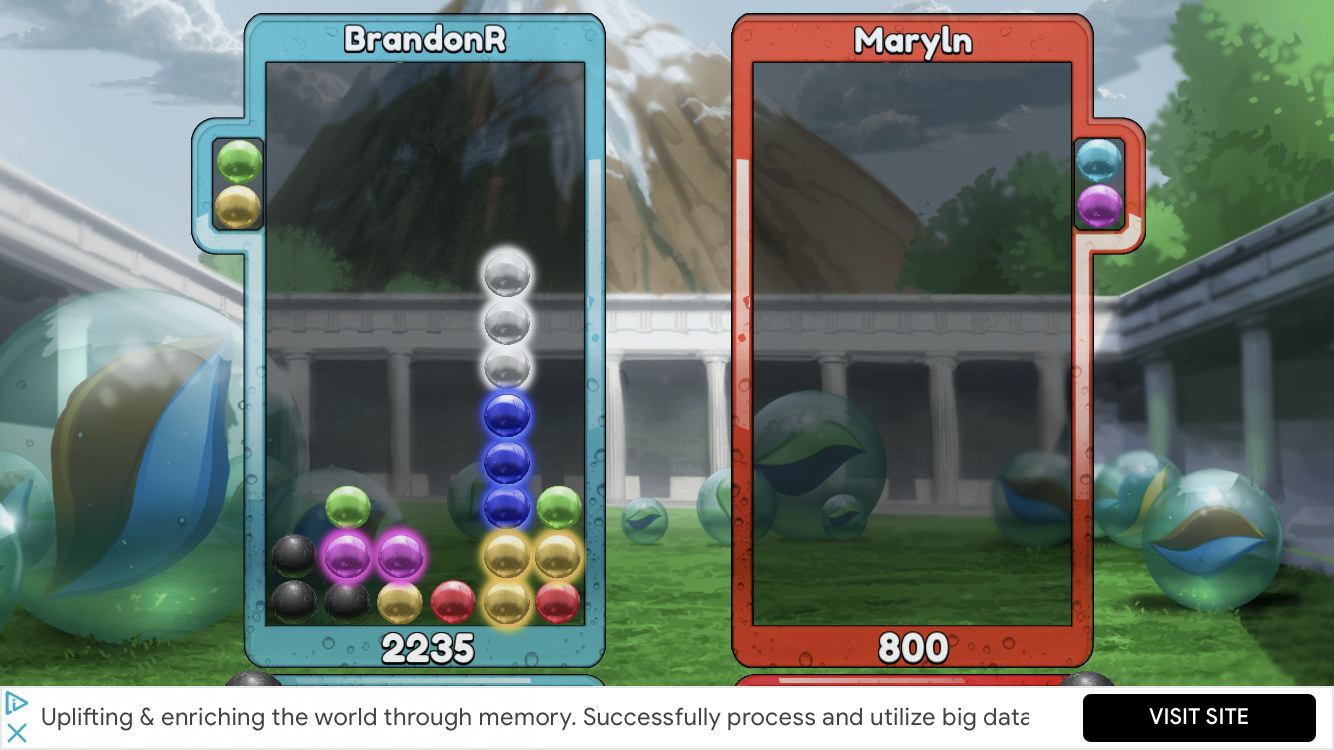 BrandonR
Maryln
2235
800
Uplifting & enriching the world through memory. Successfully process and utilize big data
VISIT SITE